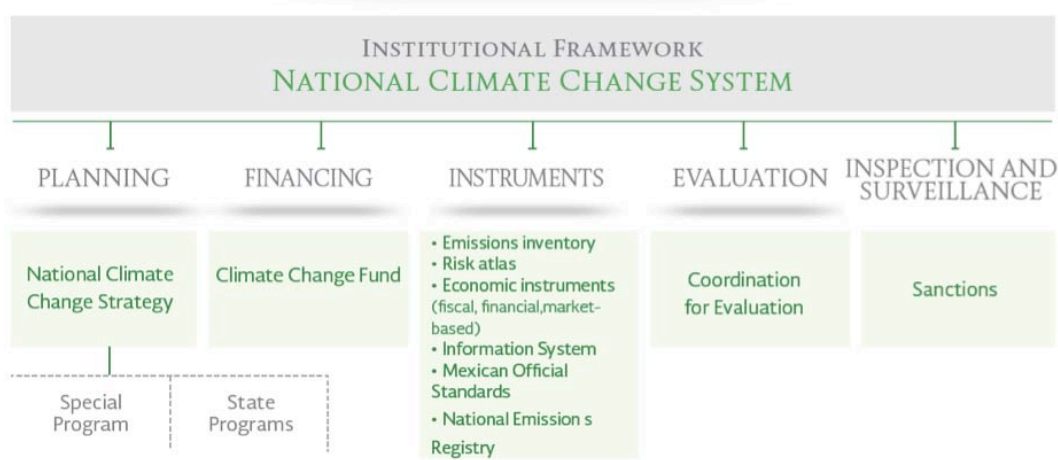 INSTITUTIONAL FRAMEWORK
NATIONAL CLIMATE CHANGE SYSTEM
PLANNING
FINANCING
INSTRUMENTS
EVALUATION
INSPECTION AND
SURVEILLANCE
National Climate
Change Strategy
Climate Change Fund
• Emissions inventory
• Risk atlas
• Economic instruments
(fiscal, financial,market-
based)
• Information System
• Mexican Official
Standards
• National Emission s
Registry
Coordination
for Evaluation
Sanctions
Special
Program
State
Programs